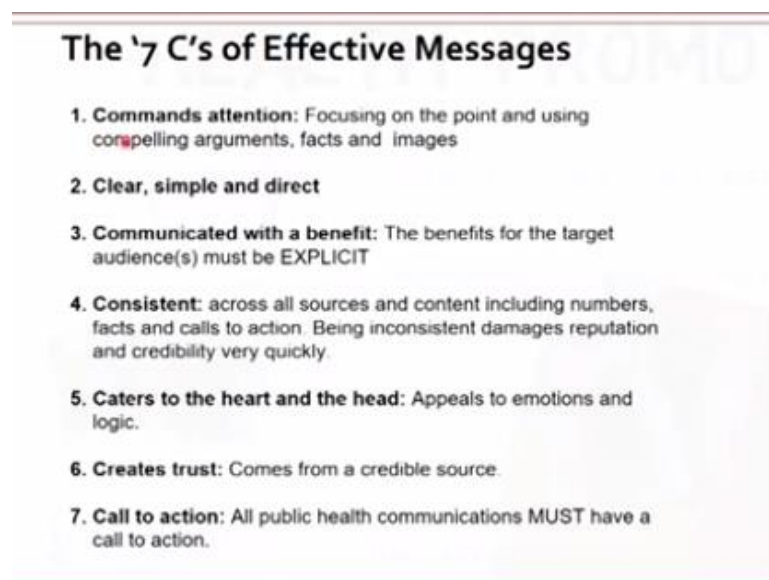 The ‘7 C’s of Effective Messages
1. Commands attention: Focusing on the point and using
compelling arguments, facts and images
2. Clear, simple and direct
3. Communicated with a benefit: The benefits for the target
audience(s) must be EXPLICIT
4. Consistent: across all sources and content including numbers,
facts and calls to action. Being inconsistent damages reputation
and credibility very quickly.
5. Caters to the heart and the head: Appeals to emotions and
logic.
6. Creates trust: Comes from a credible source.
7. Call to action: All public health communications MUST have a
call to action.